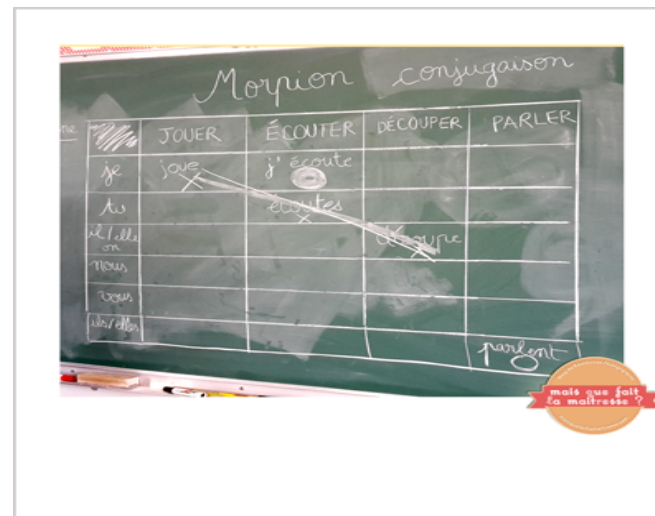 Morpion conjugaison
JOUER ÉCOUTER DÉCOUPER PARLER
je joue j'écoute
tu écoutes
il/elle découpe
on
nous
vous
ils/elles parlent
mais que fait
la maîtresse ?